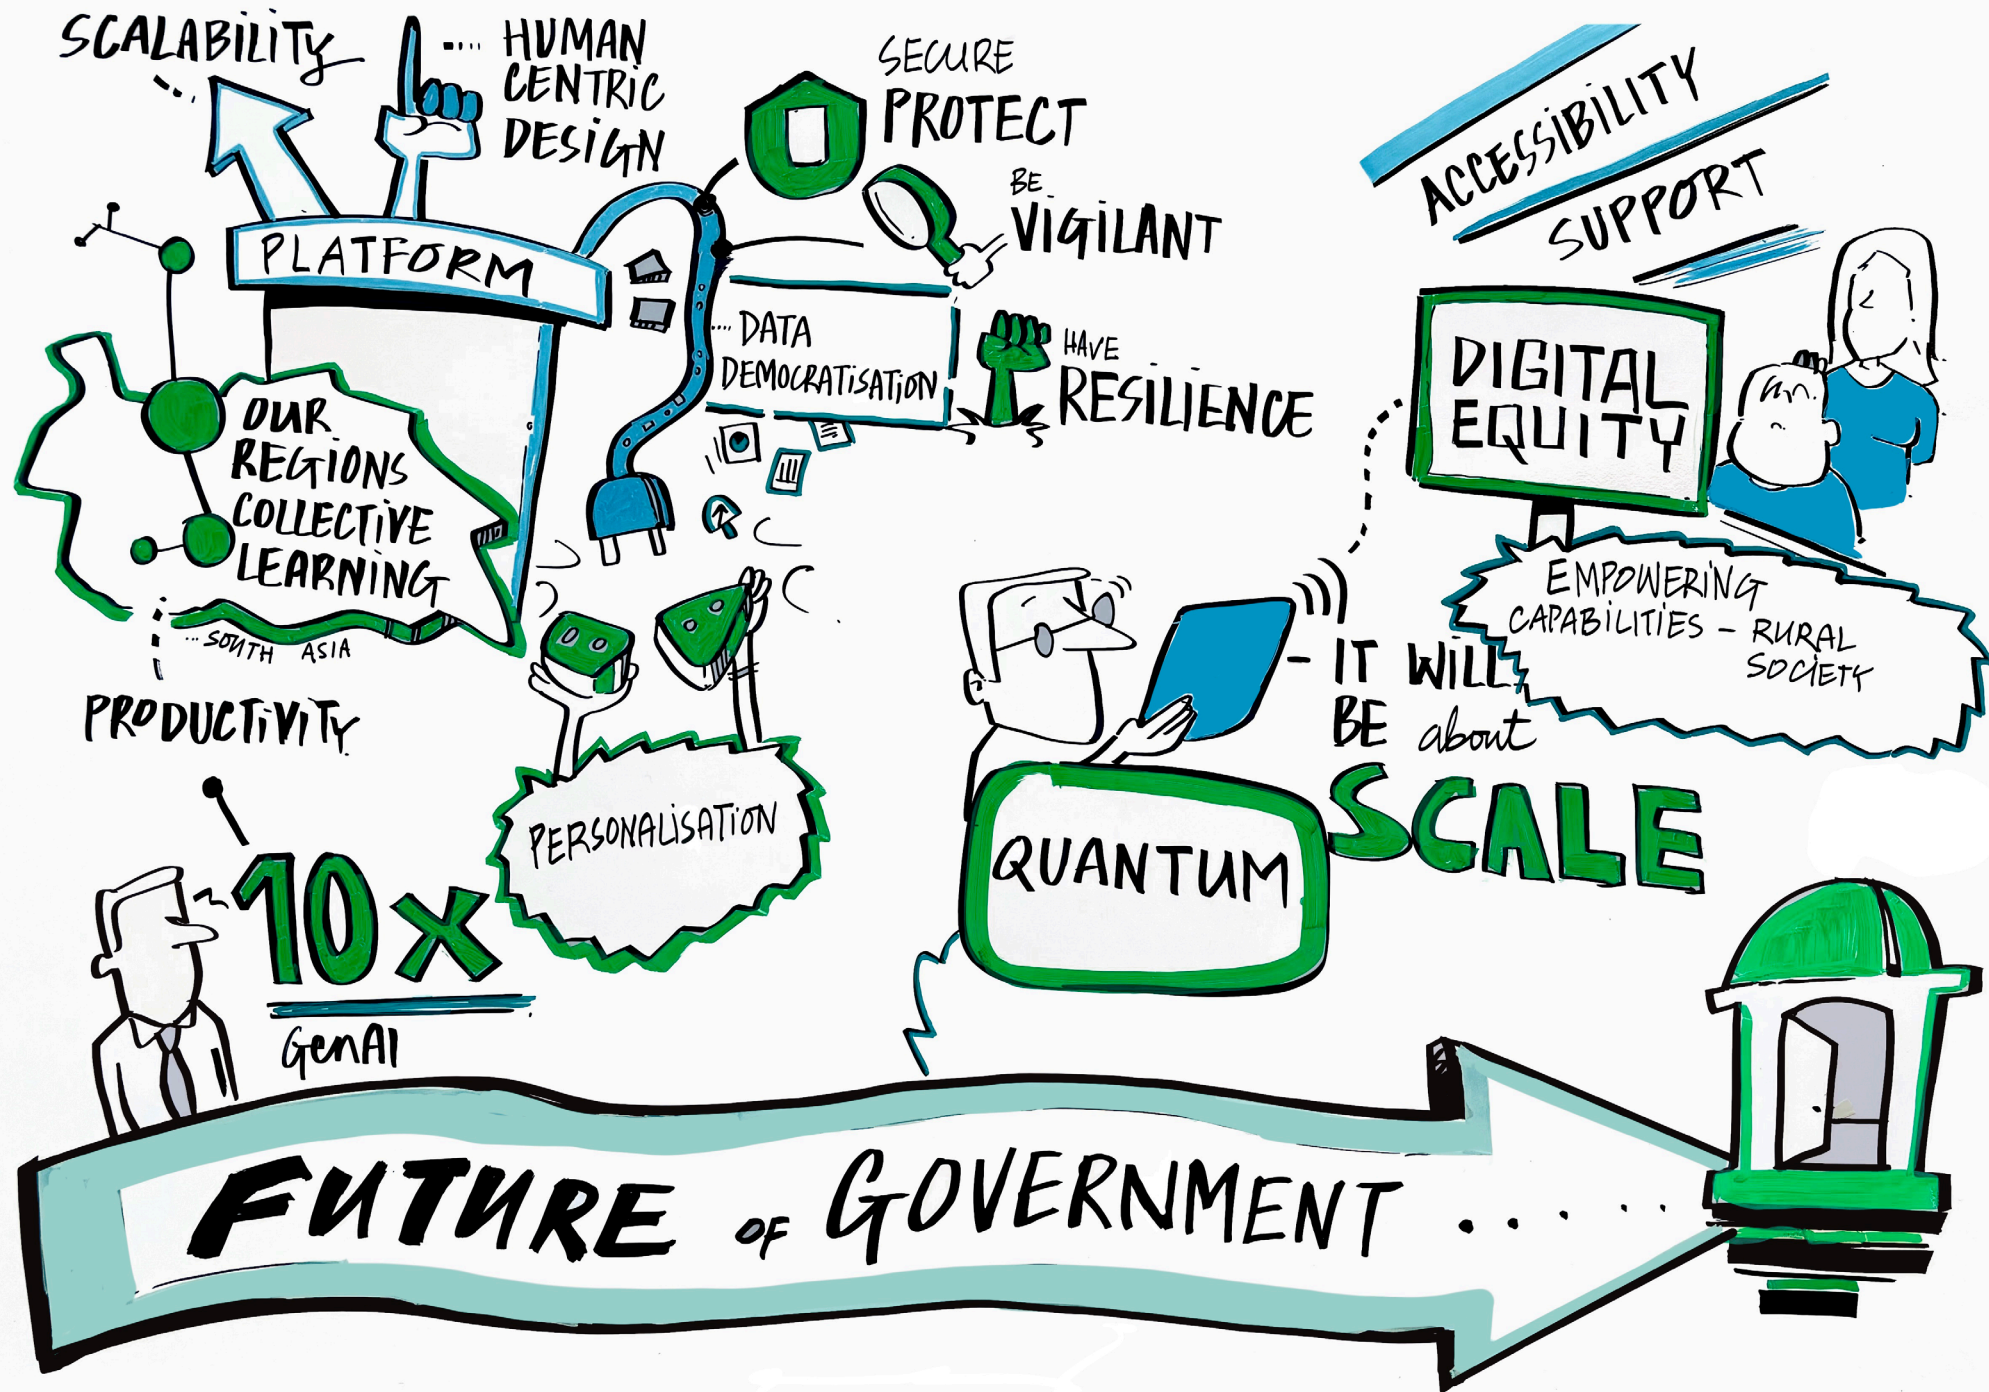 SCALABILITY
.... HUMAN
CENTRIC
DESIGN
SECURE
PROTECT
BE
VIGILANT
HAVE
RESILIENCE
PLATFORM
.... DATA
DEMOCRATISATION
OUR
REGIONS
COLLECTIVE
LEARNING
...SOUTH ASIA
PRODUCTIVITY
10x
GenAI
PERSONALISATION
QUANTUM
- IT WILL
BE about
SCALE
ACCESSIBILITY
SUPPORT
DIGITAL
EQUITY
EMPOWERING
CAPABILITIES - RURAL
SOCIETY
FUTURE OF GOVERNMENT ......